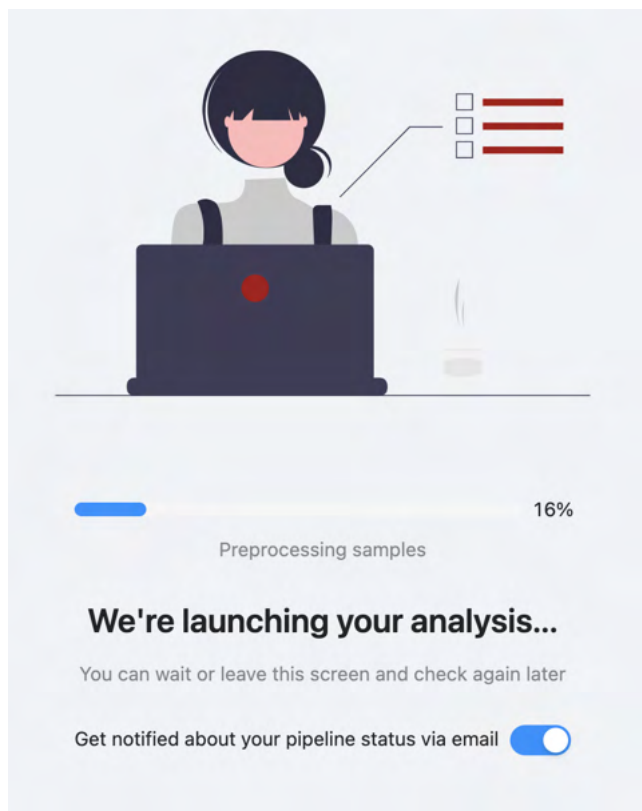 16%
Preprocessing samples
We're launching your analysis...
You can wait or leave this screen and check again later
Get notified about your pipeline status via email